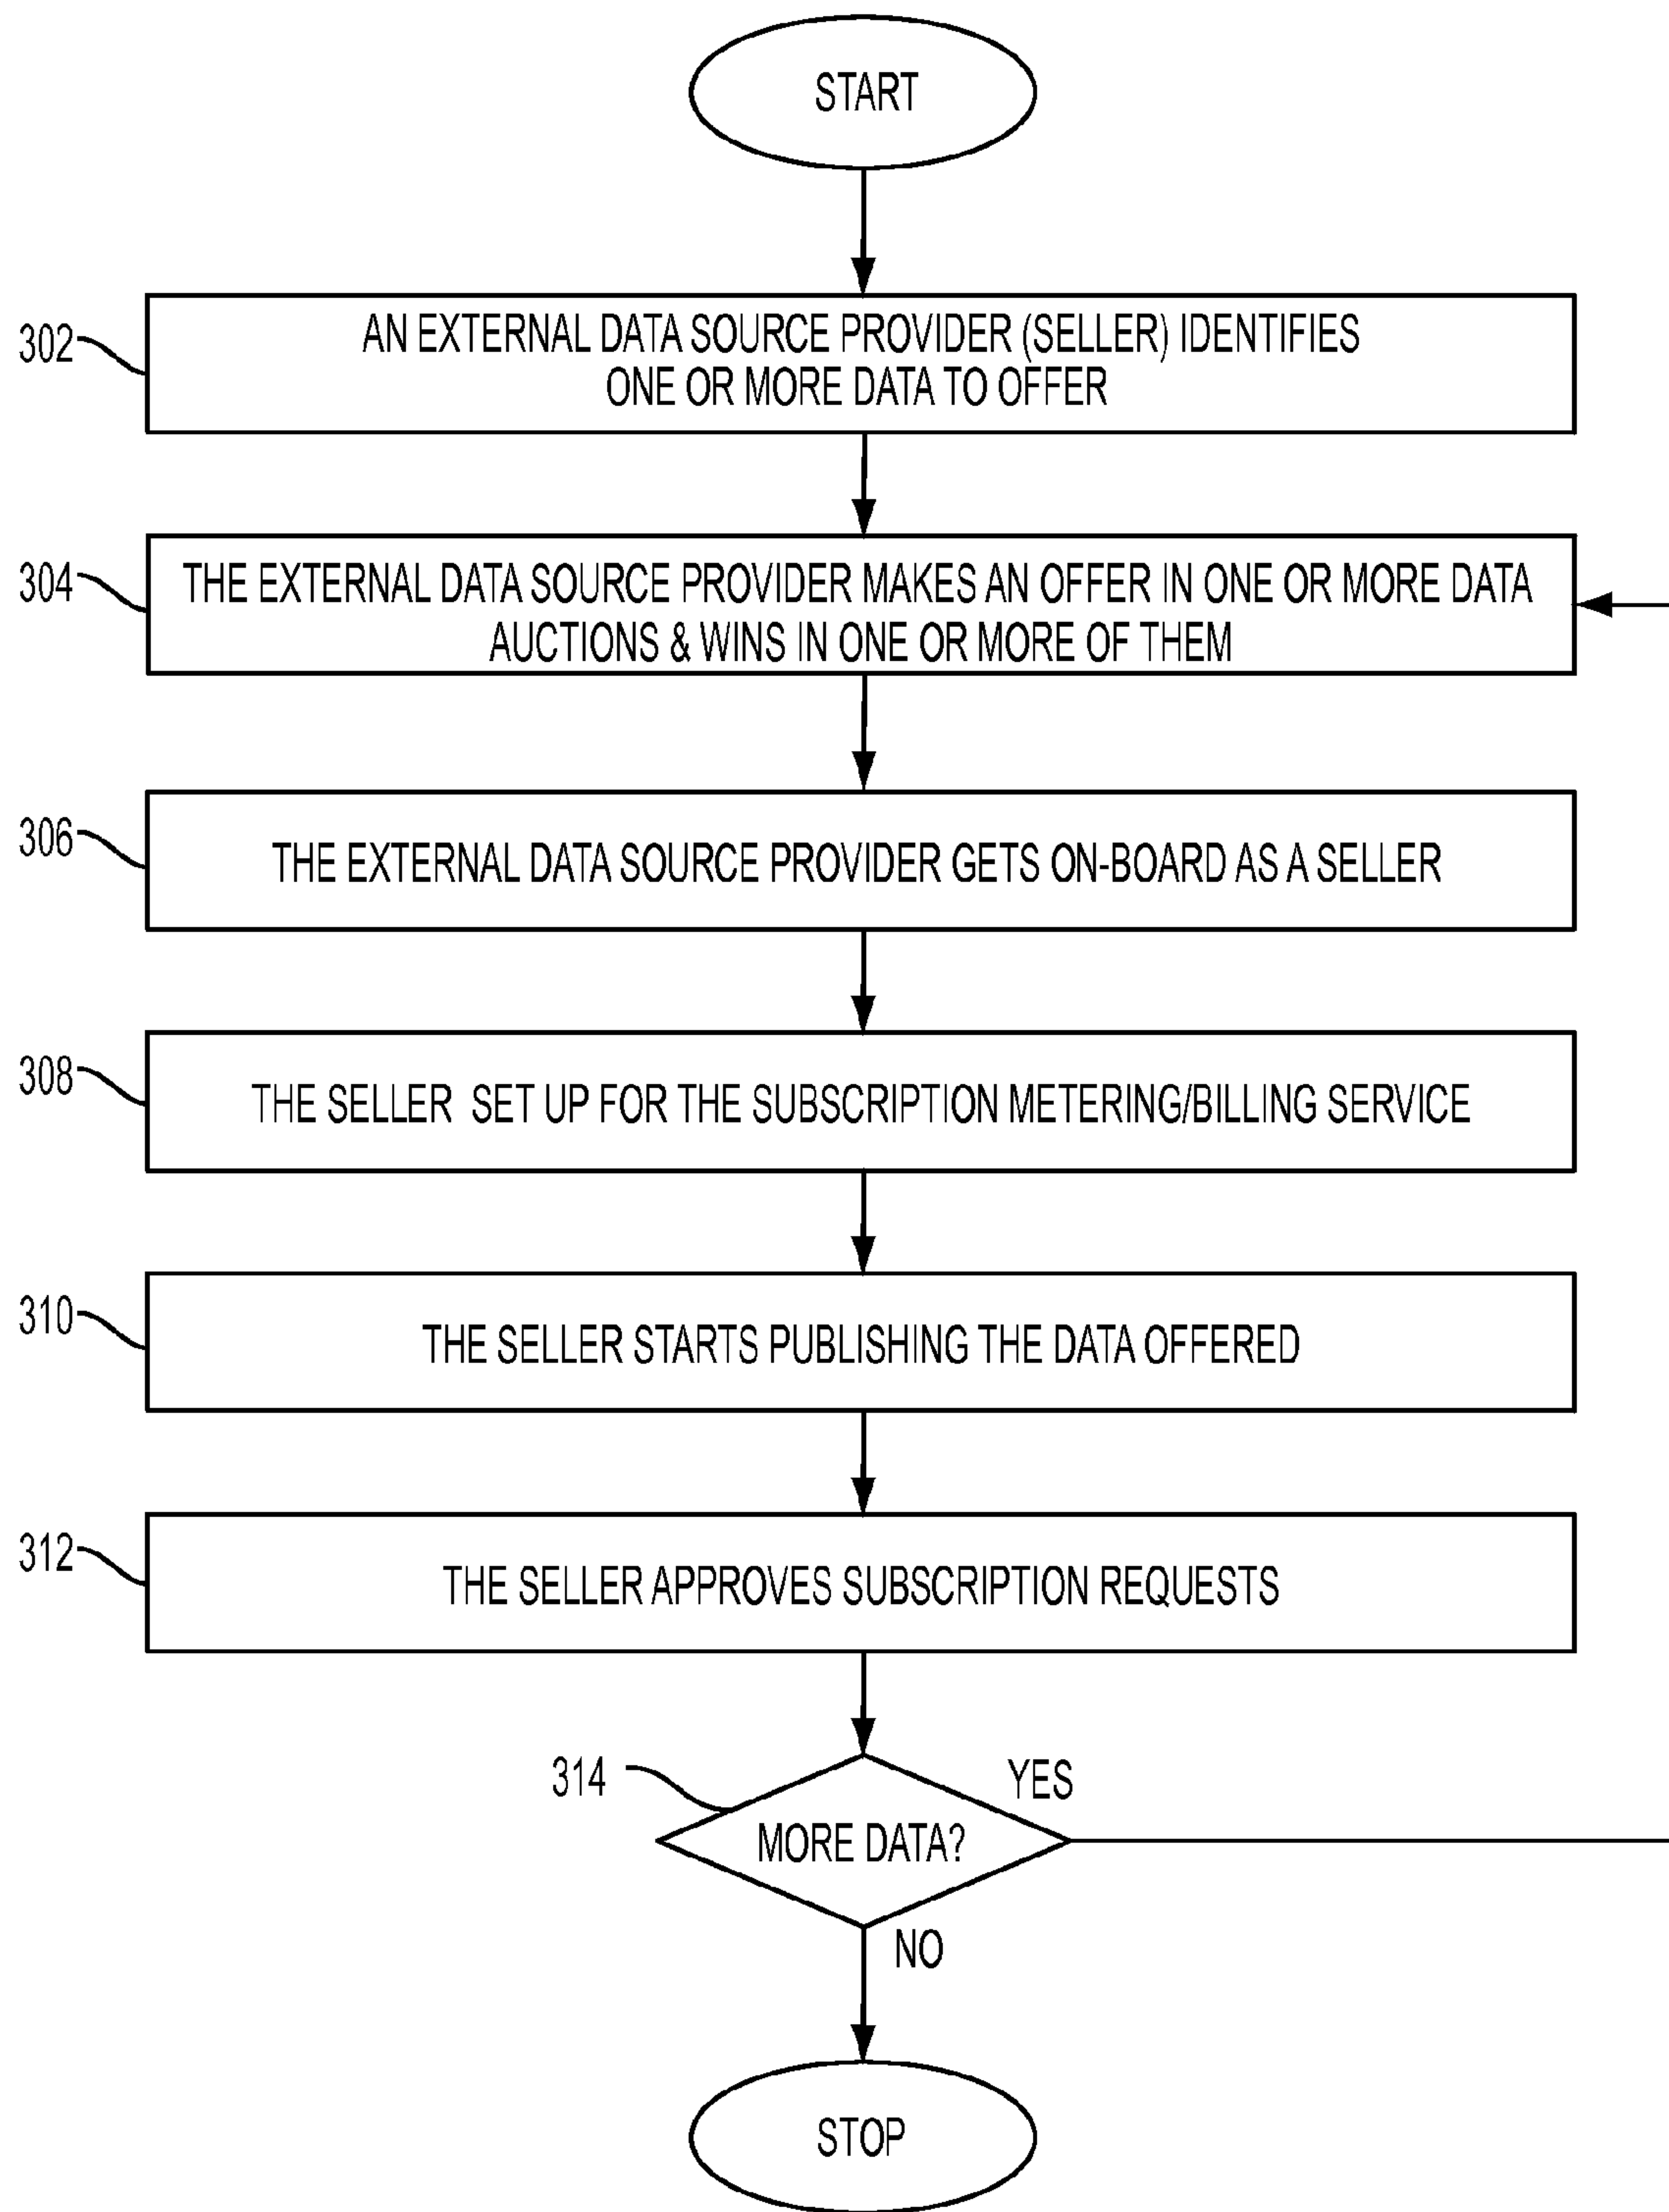 START
302
AN EXTERNAL DATA SOURCE PROVIDER (SELLER) IDENTIFIES
ONE OR MORE DATA TO OFFER
304
THE EXTERNAL DATA SOURCE PROVIDER MAKES AN OFFER IN ONE OR MORE DATA
AUCTIONS & WINS IN ONE OR MORE OF THEM
306
THE EXTERNAL DATA SOURCE PROVIDER GETS ON-BOARD AS A SELLER
308
THE SELLER SET UP FOR THE SUBSCRIPTION METERING/BILLING SERVICE
310
THE SELLER STARTS PUBLISHING THE DATA OFFERED
312
THE SELLER APPROVES SUBSCRIPTION REQUESTS
314
YES
MORE DATA?
NO
STOP